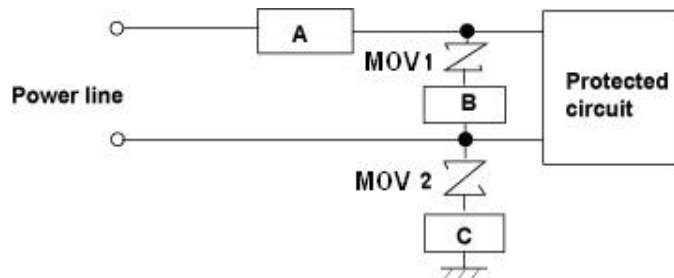 A
MOV1
B
Power line
Protected
circuit
MOV 2
C